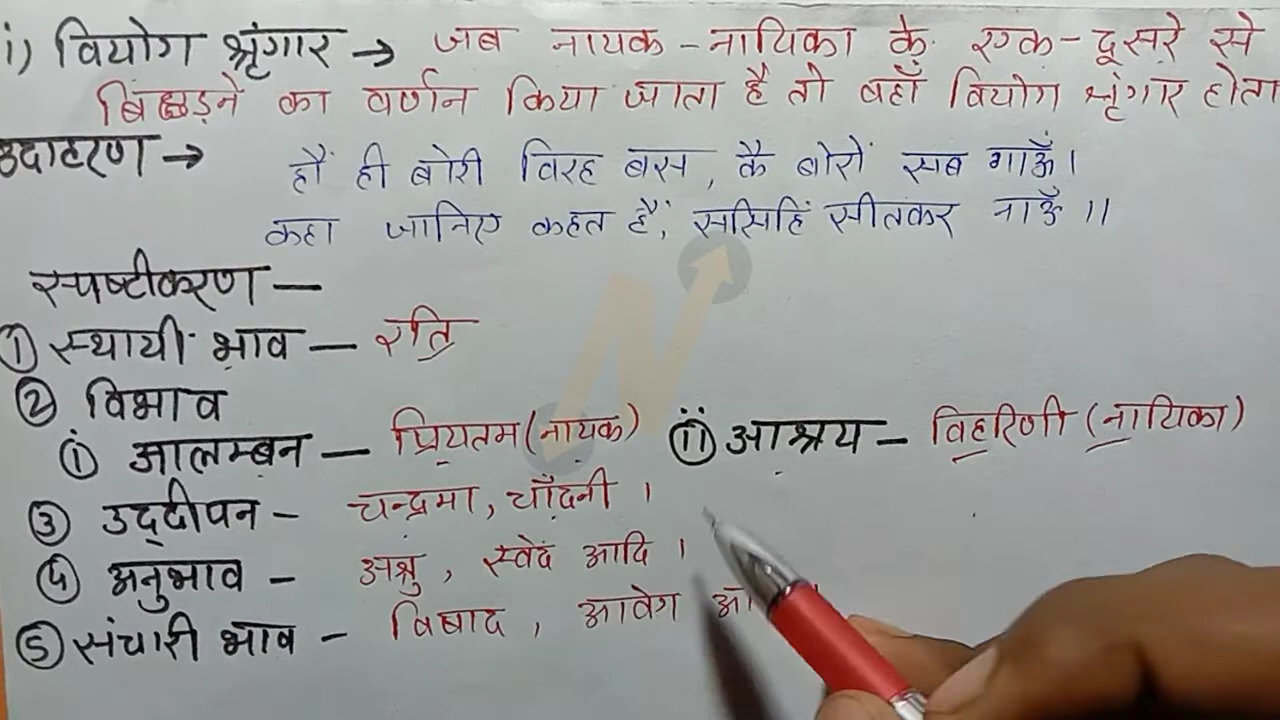 i) वियोग श्रृंगार → जब नायक - नायिका के एक - दूसरे से
बिछड़ने का वर्णन किया जाता है तो वहाँ वियोग श्रृंगार होता
उदाहरण → हौं ही बोरी विरह बस, कै बोरों सब गाऊँ।
कहा जानिए कहत हैं, ससिहिं सीतकर नाऊँ ।।
स्पष्टीकरण —
① स्थायी भाव — रति
② विभाव
ⓘ आलम्बन — प्रियतम (नायक) ⓘⓘ आश्रय — विहरिणी (नायिका)
③ उद्दीपन - चन्द्रमा, चाँदनी ।
④ अनुभाव - अश्रु, स्वेद आदि ।
⑤ संचारी भाव - विषाद, आवेग